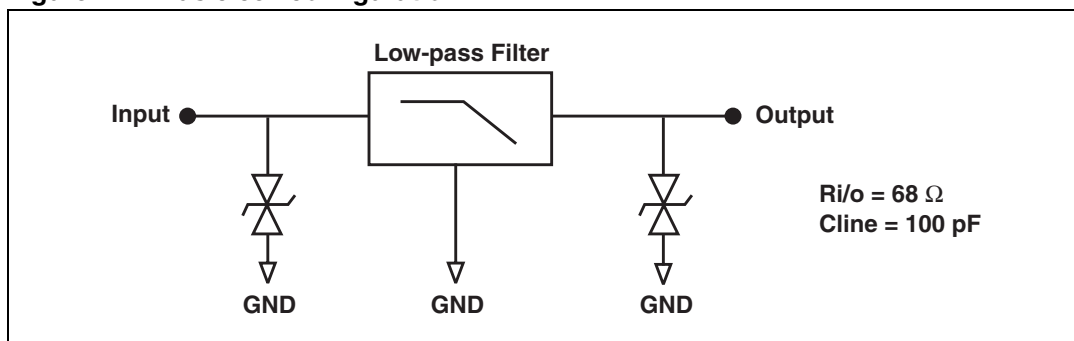 Low-pass Filter
Input
Output
Ri/o = 68 Ω
Cline = 100 pF
GND
GND
GND